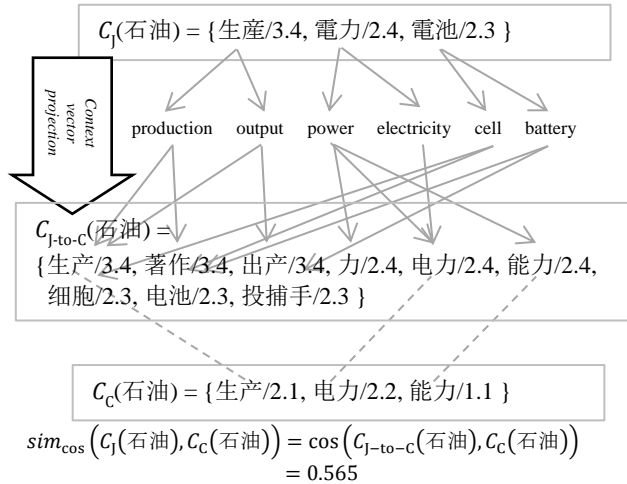 C_J(石油) = {生産/3.4, 電力/2.4, 電池/2.3 }
Context vector projection
production output power electricity cell battery
C_J-to-C(石油) =
{生产/3.4, 著作/3.4, 出产/3.4, 力/2.4, 电力/2.4, 能力/2.4,
细胞/2.3, 电池/2.3, 投捕手/2.3 }
C_C(石油) = {生产/2.1, 电力/2.2, 能力/1.1 }
sim_cos(C_J(石油), C_C(石油)) = cos(C_J−to−C(石油), C_C(石油))
= 0.565